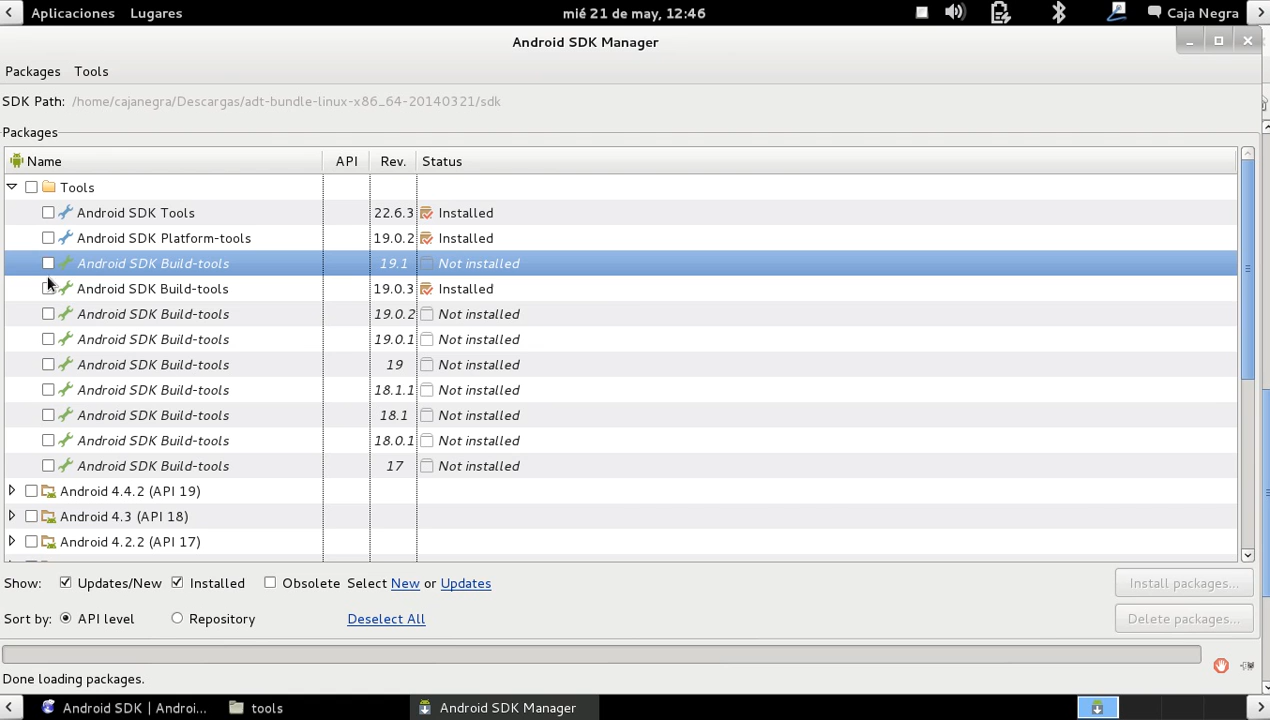 Aplicaciones Lugares mié 21 de may, 12:46 Caja Negra
Android SDK Manager
Packages Tools
SDK Path: /home/cajanegra/Descargas/adt-bundle-linux-x86_64-20140321/sdk
Packages
Name API Rev. Status
Tools
Android SDK Tools 22.6.3 Installed
Android SDK Platform-tools 19.0.2 Installed
Android SDK Build-tools 19.1 Not installed
Android SDK Build-tools 19.0.3 Installed
Android SDK Build-tools 19.0.2 Not installed
Android SDK Build-tools 19.0.1 Not installed
Android SDK Build-tools 19 Not installed
Android SDK Build-tools 18.1.1 Not installed
Android SDK Build-tools 18.1 Not installed
Android SDK Build-tools 18.0.1 Not installed
Android SDK Build-tools 17 Not installed
Android 4.4.2 (API 19)
Android 4.3 (API 18)
Android 4.2.2 (API 17)
Show: Updates/New Installed Obsolete Select New or Updates Install packages...
Sort by: API level Repository Deselect All Delete packages...
Done loading packages.
Android SDK | Androi... tools Android SDK Manager